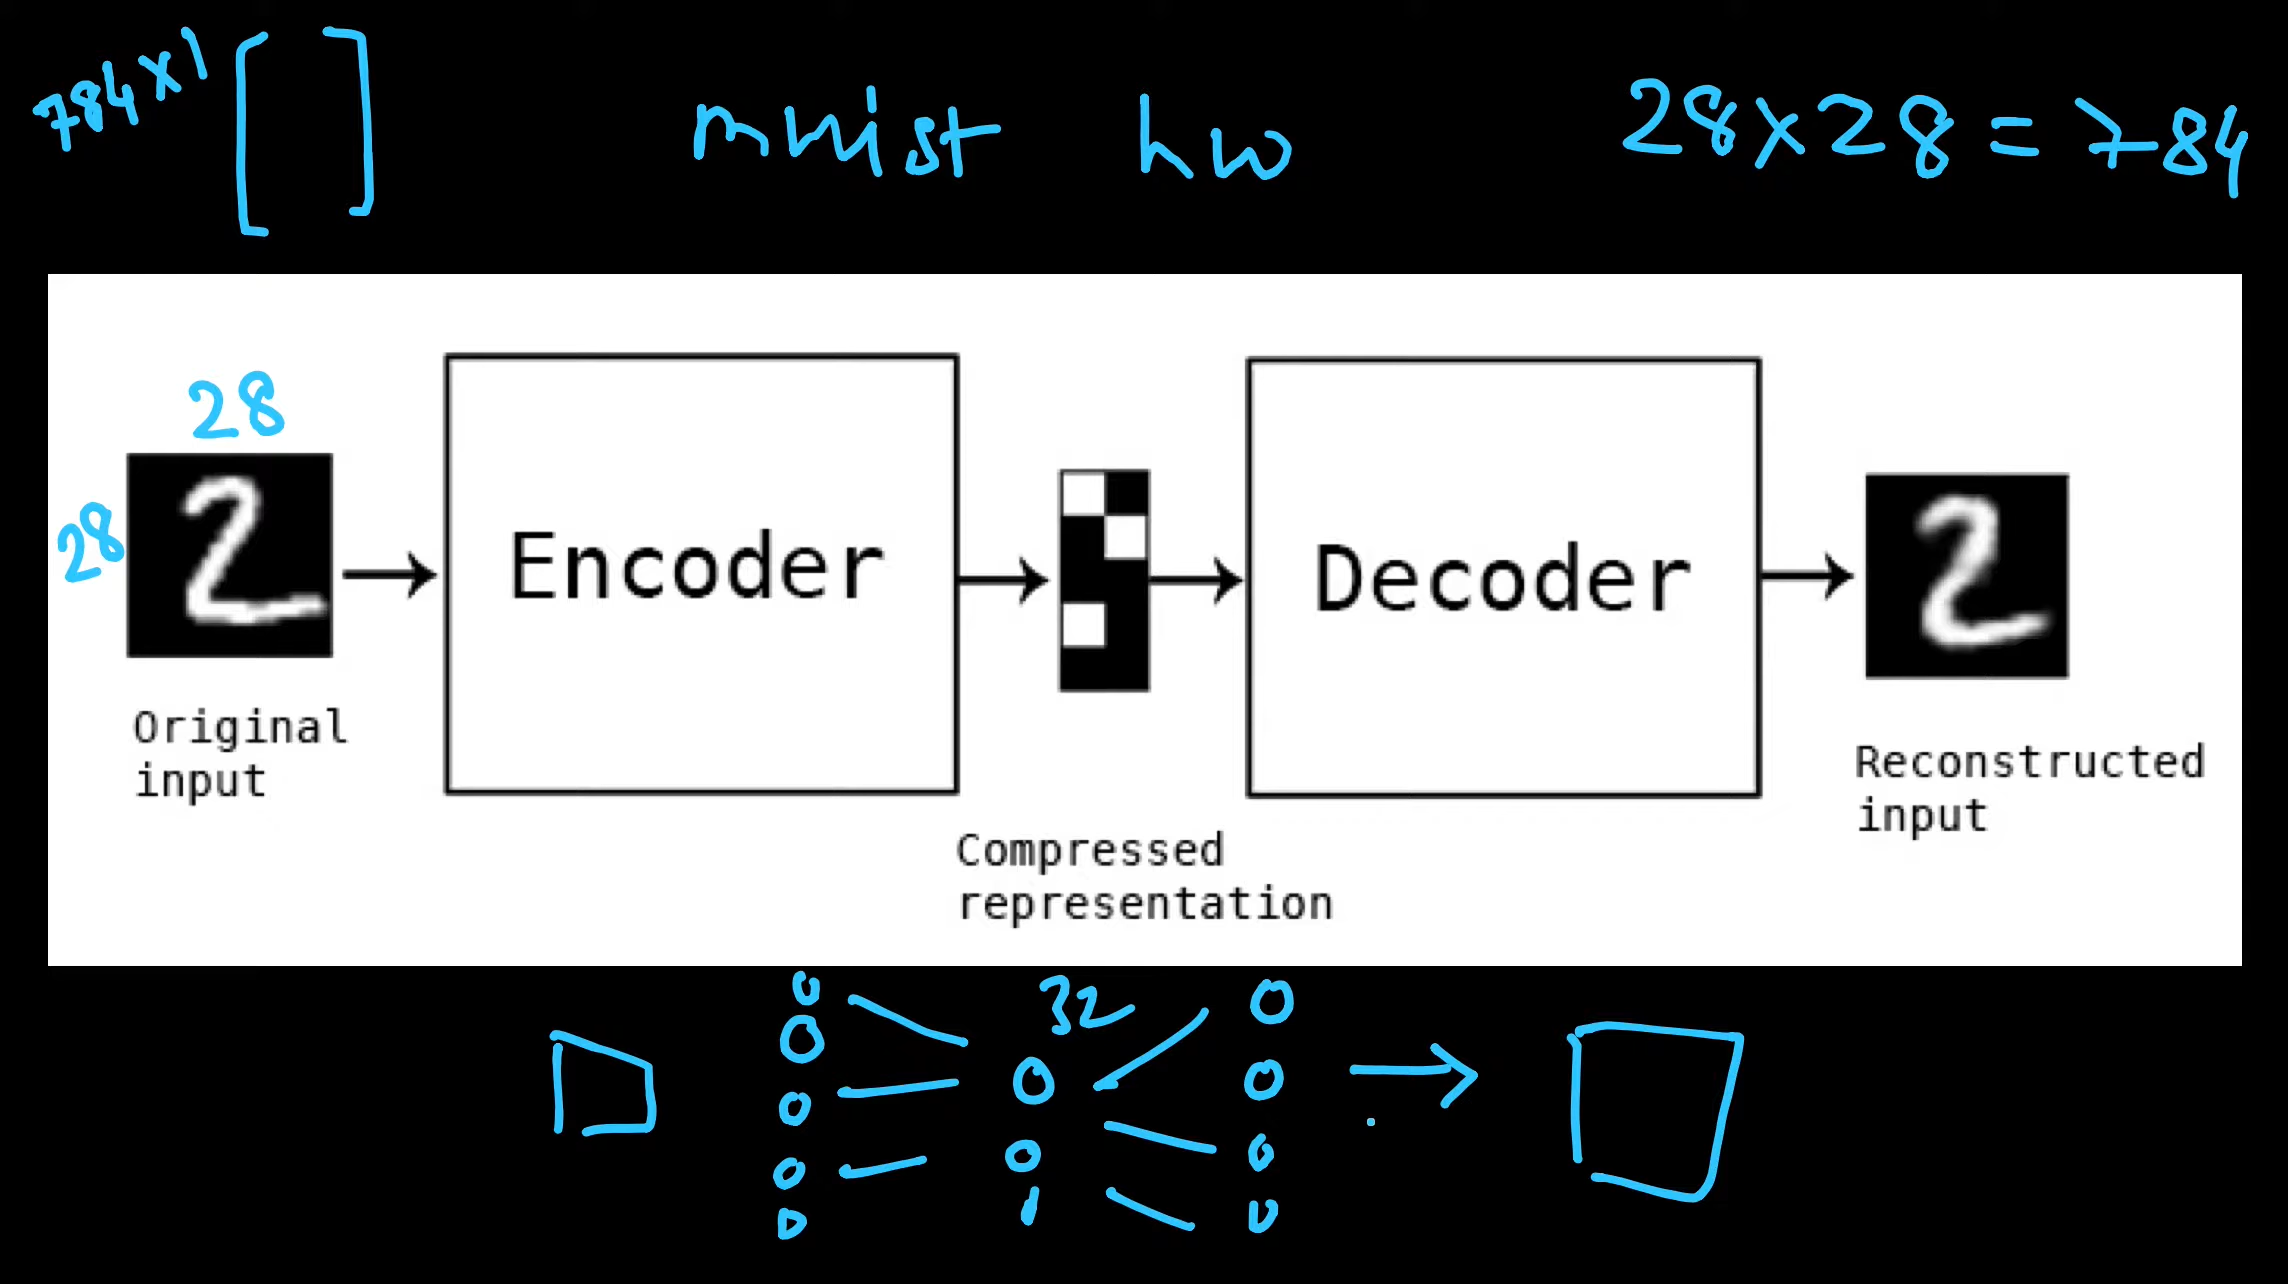 784x1
mnist hw
28x28=784
28
28
Encoder
Decoder
Original
input
Compressed
representation
Reconstructed
input
32